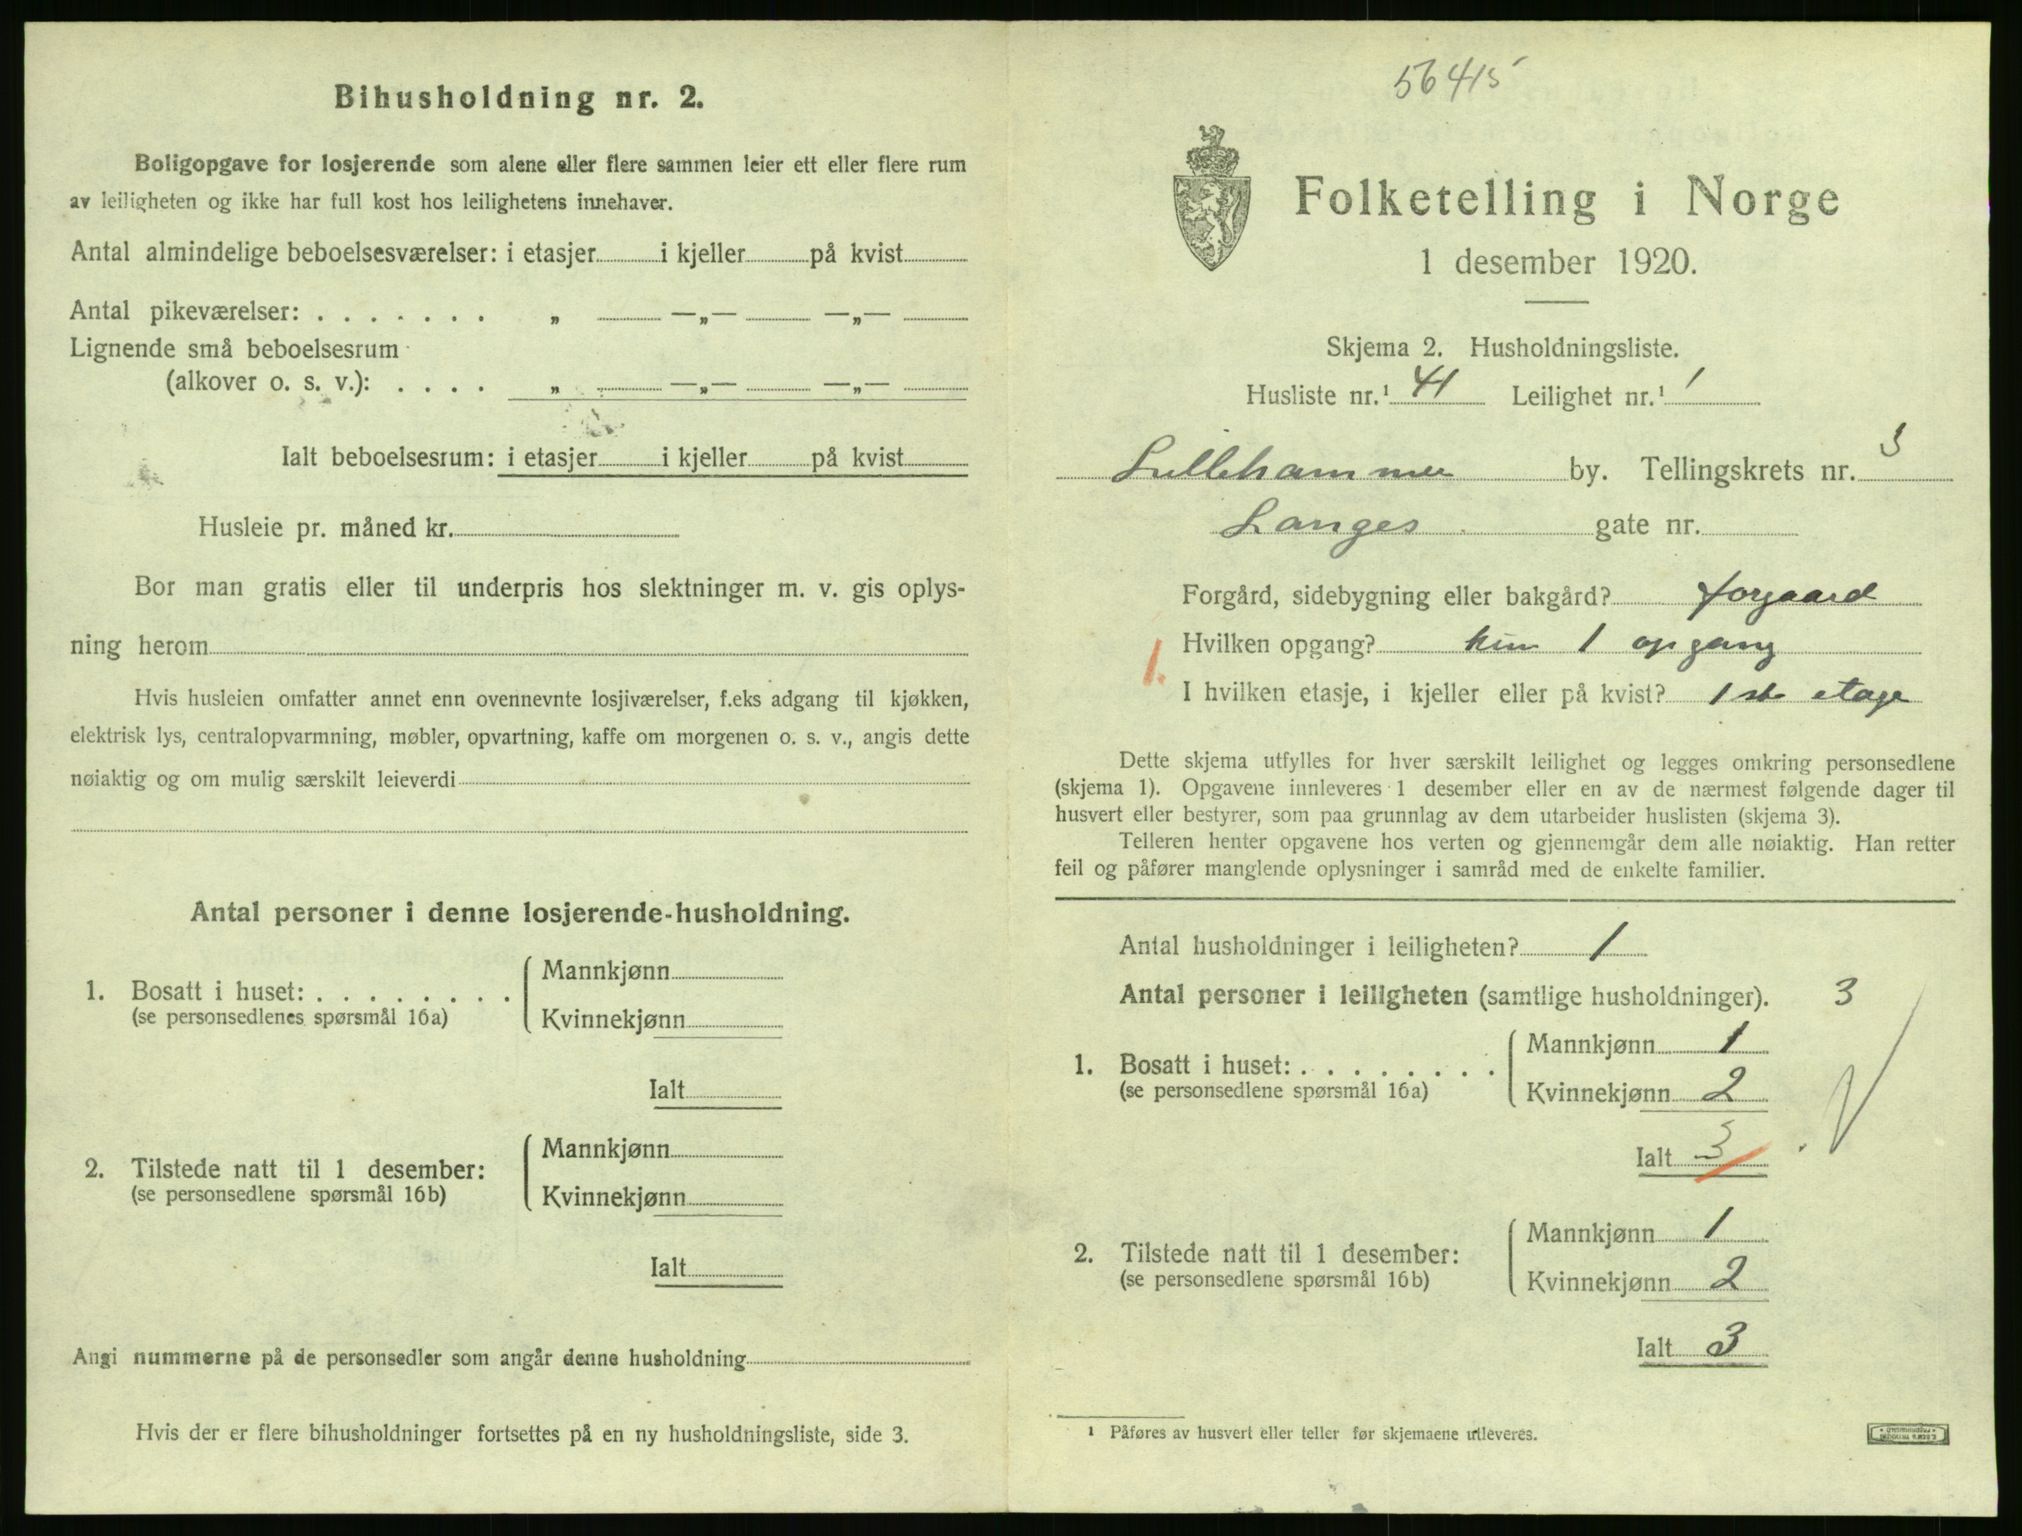 Bihusholdning nr. 2.
Boligopgave for losjerende som alene eller flere sammen leier ett eller flere rum
av leiligheten og ikke har full kost hos leilighetens innehaver.
Antal almindelige beboelsesværelser: i etasjer i kjeller på kvist
Antal pikeværelser: . . . . . . . „ —„— —„—
Lignende små beboelsesrum
(alkover o. s. v.): . . . . „ —„— —„—
Ialt beboelsesrum: i etasjer i kjeller på kvist
Husleie pr. måned kr.
Bor man gratis eller til underpris hos slektninger m. v. gis oplys-
ning herom
Hvis husleien omfatter annet enn ovennevnte losjiværelser, f.eks adgang til kjøkken,
elektrisk lys, centralopvarmning, møbler, opvartning, kaffe om morgenen o. s. v., angis dette
nøiaktig og om mulig særskilt leieverdi
Antal personer i denne losjerende-husholdning.
1. Bosatt i huset: . . . . . . . .
(se personsedlenes spørsmål 16a)
Mannkjønn
Kvinnekjønn
Ialt
2. Tilstede natt til 1 desember:
(se personsedlene spørsmål 16b)
Mannkjønn
Kvinnekjønn
Ialt
Angi nummerne på de personsedler som angår denne husholdning
Hvis der er flere bihusholdninger fortsettes på en ny husholdningsliste, side 3.
56415
Folketelling i Norge
1 desember 1920.
Skjema 2. Husholdningsliste.
Husliste nr.¹ 41 Leilighet nr.¹ 1
Lillehammer by. Tellingskrets nr. 3
Langes gate nr.
Forgård, sidebygning eller bakgård? forgaard
Hvilken opgang? kun 1 opgang
1.
I hvilken etasje, i kjeller eller på kvist? 1ste etage
Dette skjema utfylles for hver særskilt leilighet og legges omkring personsedlene
(skjema 1). Opgavene innleveres 1 desember eller en av de nærmest følgende dager til
husvert eller bestyrer, som paa grunnlag av dem utarbeider huslisten (skjema 3).
Telleren henter opgavene hos verten og gjennemgår dem alle nøiaktig. Han retter
feil og påfører manglende oplysninger i samråd med de enkelte familier.
Antal husholdninger i leiligheten? 1
Antal personer i leiligheten (samtlige husholdninger). 3
1. Bosatt i huset: . . . . . . . .
(se personsedlene spørsmål 16a)
Mannkjønn 1
Kvinnekjønn 2
Ialt 3
2. Tilstede natt til 1 desember:
(se personsedlene spørsmål 16b)
Mannkjønn 1
Kvinnekjønn 2
Ialt 3
¹ Påføres av husvert eller teller før skjemaene utleveres.